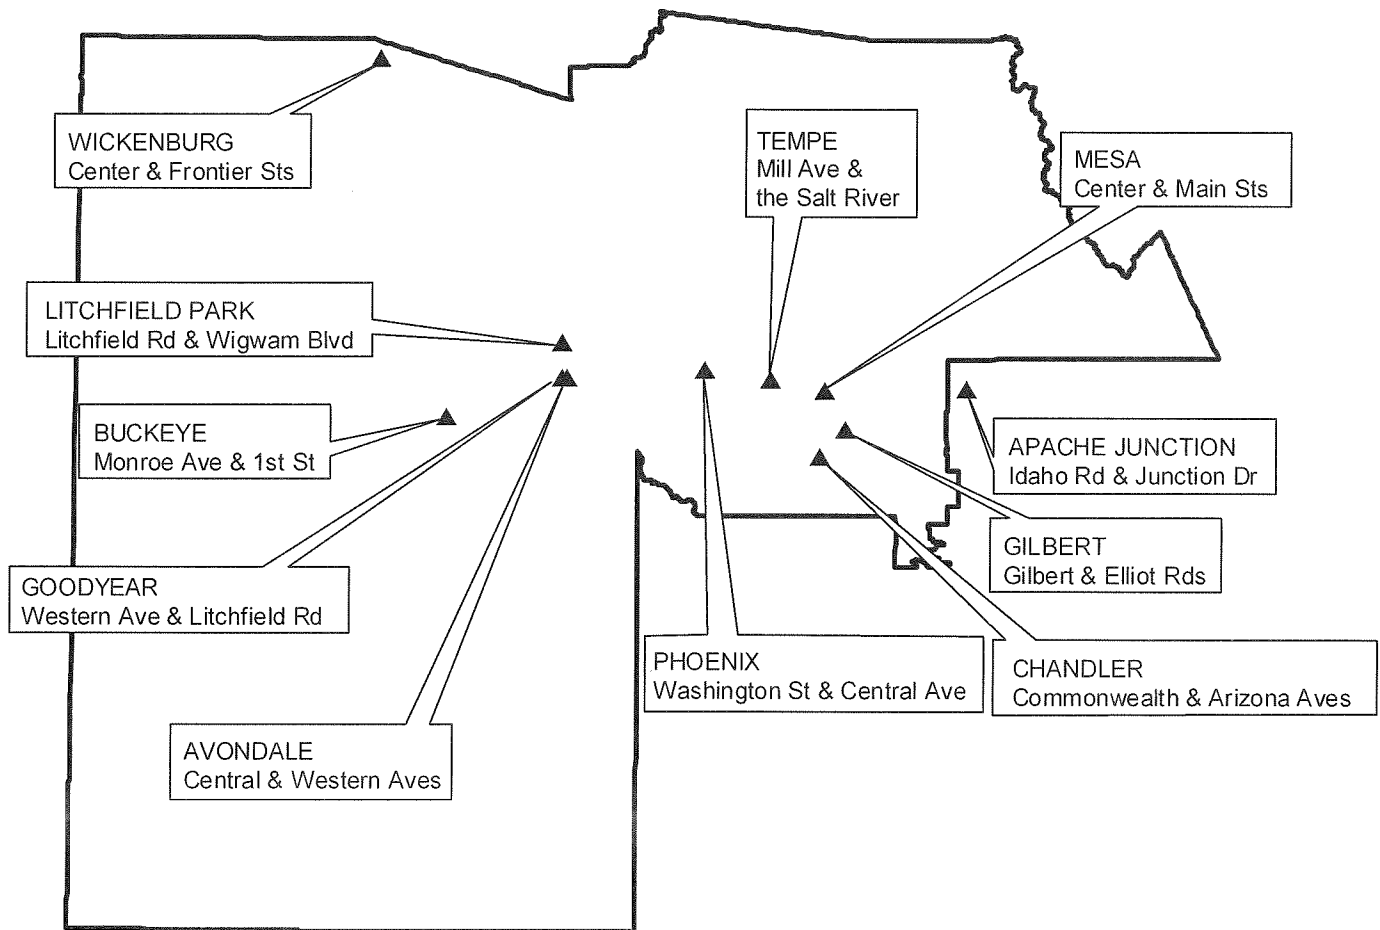 WICKENBURG
Center & Frontier Sts
TEMPE
Mill Ave &
the Salt River
MESA
Center & Main Sts
LITCHFIELD PARK
Litchfield Rd & Wigwam Blvd
BUCKEYE
Monroe Ave & 1st St
APACHE JUNCTION
Idaho Rd & Junction Dr
GILBERT
Gilbert & Elliot Rds
GOODYEAR
Western Ave & Litchfield Rd
PHOENIX
Washington St & Central Ave
CHANDLER
Commonwealth & Arizona Aves
AVONDALE
Central & Western Aves